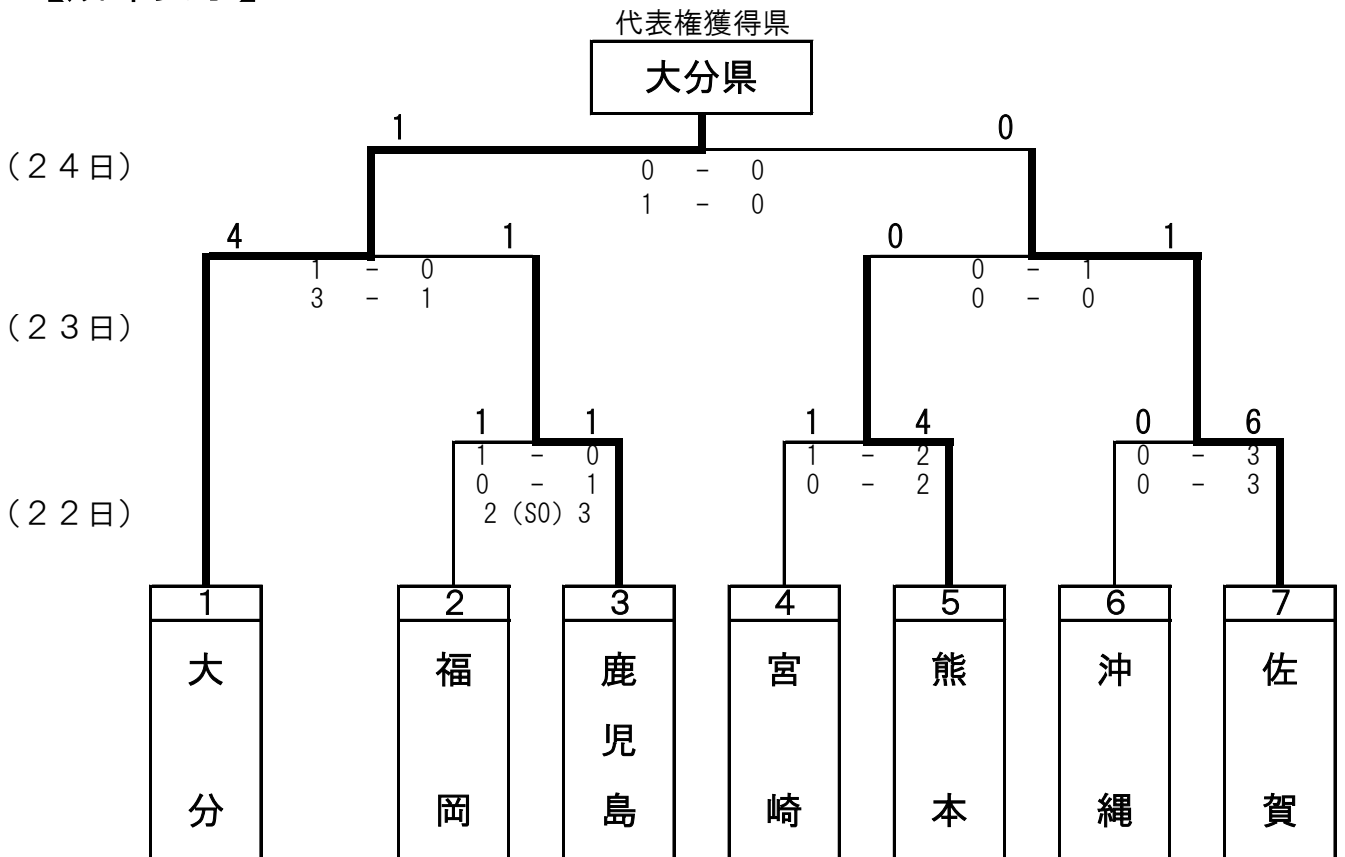 代表権獲得県
大分県
1 0
（２４日）
0 - 0
1 - 0
4 1 0 1
1 - 0 0 - 1
3 - 1 0 - 0
（２３日）
1 1 1 4 0 6
1 - 0 1 - 2 0 - 3
0 - 1 0 - 2 0 - 3
（２２日）
2 (SO) 3
1 2 3 4 5 6 7
大分
福岡
鹿児島
宮崎
熊本
沖縄
佐賀